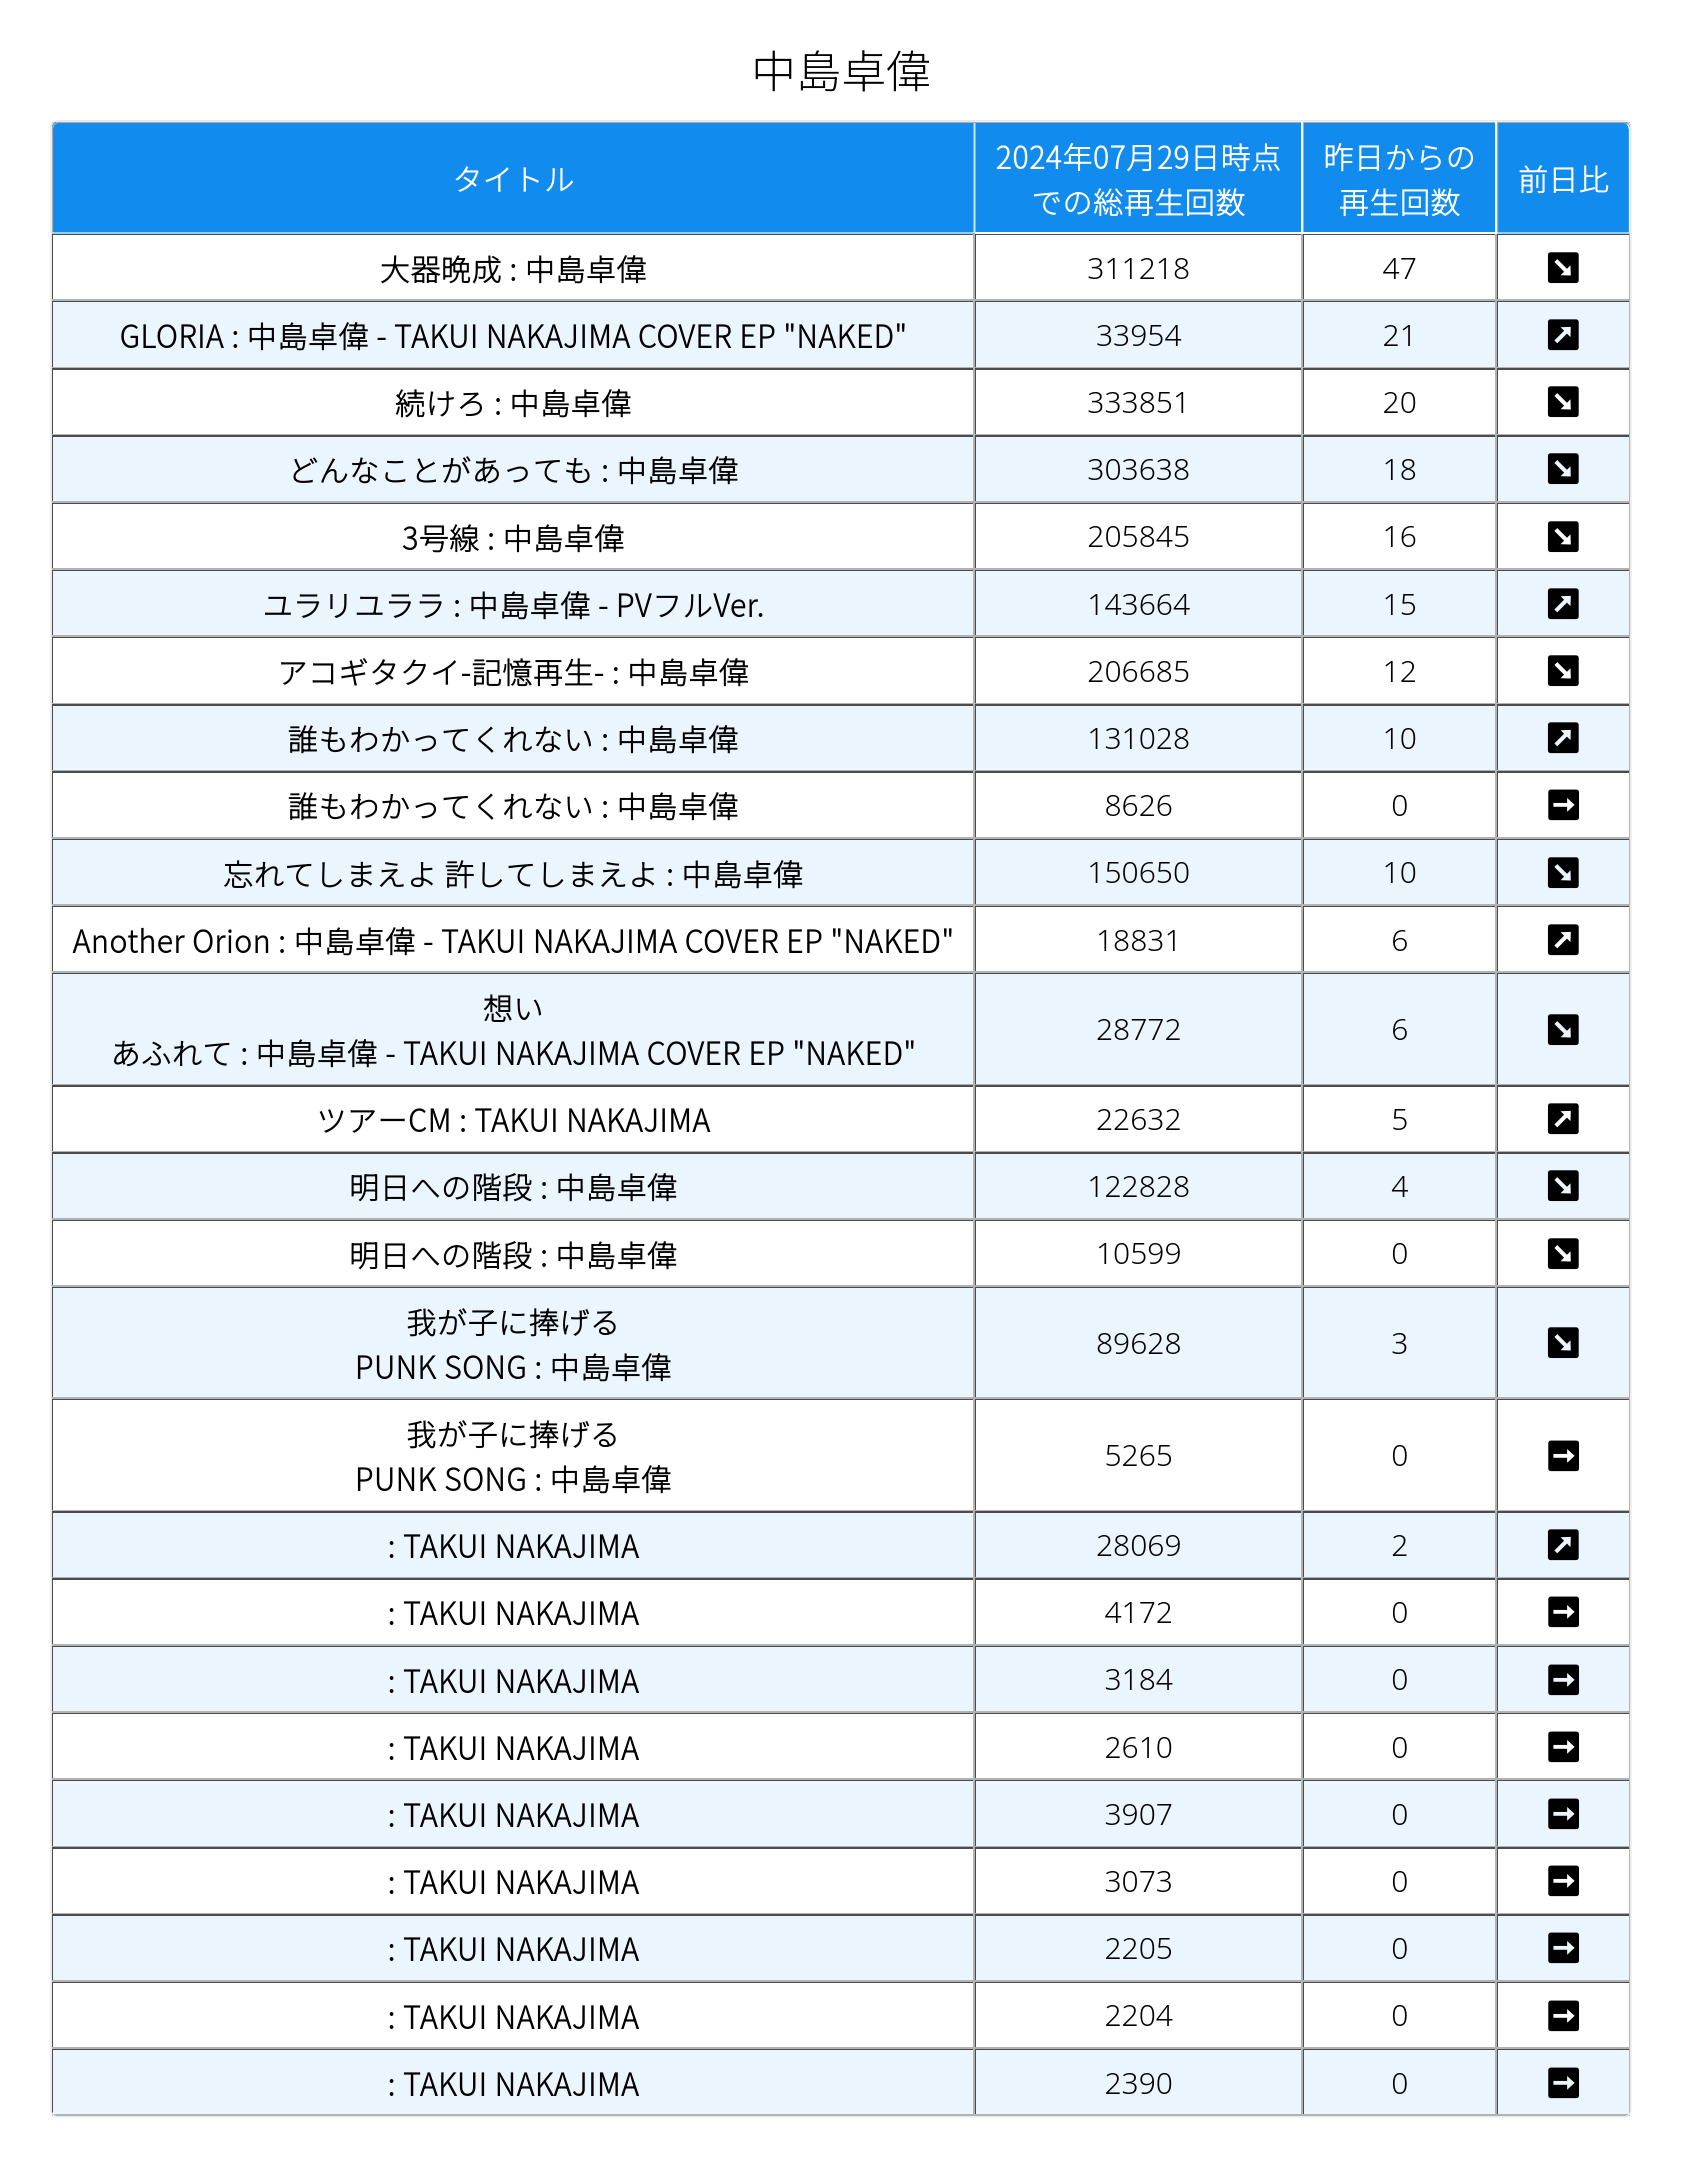 中島卓偉
タイトル 2024年07月29日時点での総再生回数 昨日からの再生回数 前日比
大器晩成 : 中島卓偉 311218 47 ↘
GLORIA : 中島卓偉 - TAKUI NAKAJIMA COVER EP "NAKED" 33954 21 ↗
続けろ : 中島卓偉 333851 20 ↘
どんなことがあっても : 中島卓偉 303638 18 ↘
3号線 : 中島卓偉 205845 16 ↘
ユラリユララ : 中島卓偉 - PVフルVer. 143664 15 ↗
アコギタクイ-記憶再生- : 中島卓偉 206685 12 ↘
誰もわかってくれない : 中島卓偉 131028 10 ↗
誰もわかってくれない : 中島卓偉 8626 0 →
忘れてしまえよ 許してしまえよ : 中島卓偉 150650 10 ↘
Another Orion : 中島卓偉 - TAKUI NAKAJIMA COVER EP "NAKED" 18831 6 ↗
想い
あふれて : 中島卓偉 - TAKUI NAKAJIMA COVER EP "NAKED" 28772 6 ↘
ツアーCM : TAKUI NAKAJIMA 22632 5 ↗
明日への階段 : 中島卓偉 122828 4 ↘
明日への階段 : 中島卓偉 10599 0 ↘
我が子に捧げる
PUNK SONG : 中島卓偉 89628 3 ↘
我が子に捧げる
PUNK SONG : 中島卓偉 5265 0 →
: TAKUI NAKAJIMA 28069 2 ↗
: TAKUI NAKAJIMA 4172 0 →
: TAKUI NAKAJIMA 3184 0 →
: TAKUI NAKAJIMA 2610 0 →
: TAKUI NAKAJIMA 3907 0 →
: TAKUI NAKAJIMA 3073 0 →
: TAKUI NAKAJIMA 2205 0 →
: TAKUI NAKAJIMA 2204 0 →
: TAKUI NAKAJIMA 2390 0 →